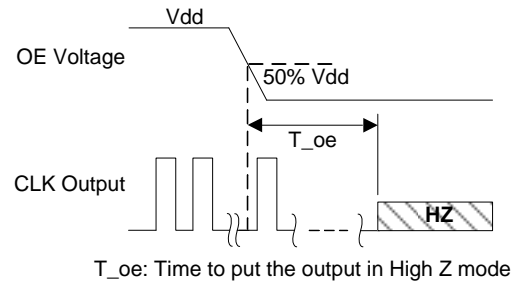 Vdd
OE Voltage
50% Vdd
T_oe
CLK Output
HZ
T_oe: Time to put the output in High Z mode